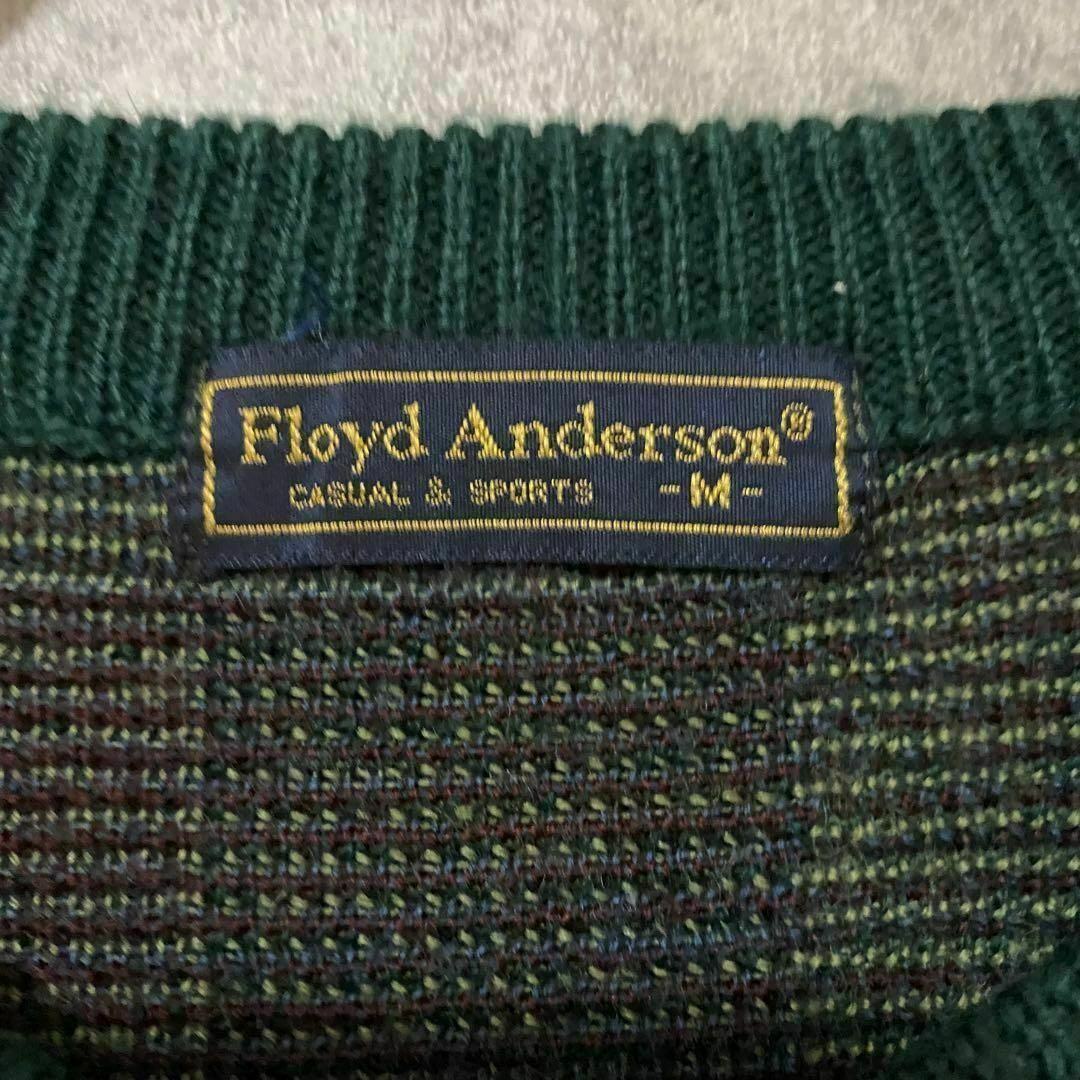 Floyd Anderson®
CASUAL & SPORTS -M-